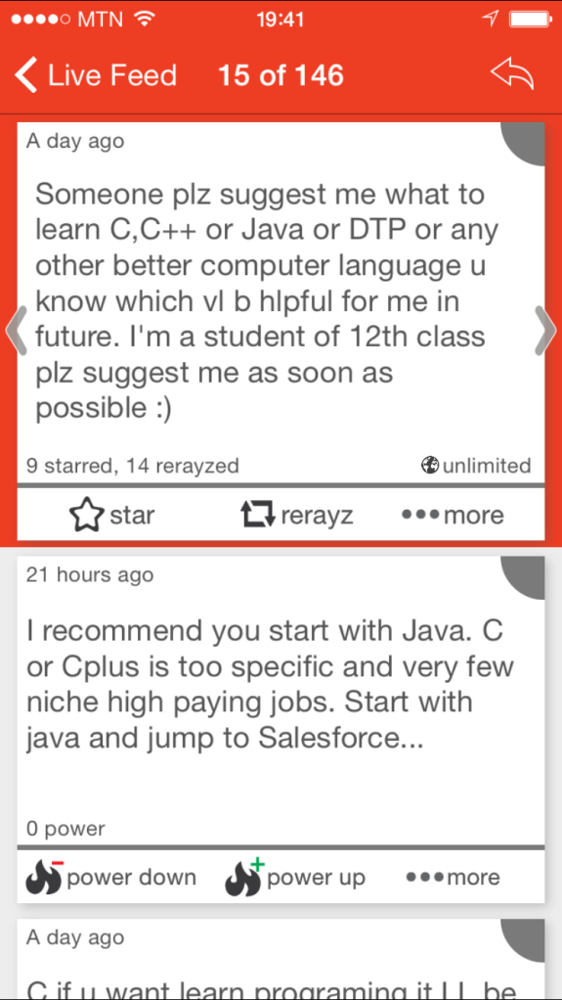 MTN 19:41
Live Feed 15 of 146
A day ago
Someone plz suggest me what to
learn C,C++ or Java or DTP or any
other better computer language u
know which vl b hlpful for me in
future. I'm a student of 12th class
plz suggest me as soon as
possible :)
9 starred, 14 rerayzed unlimited
star rerayz •••more
21 hours ago
I recommend you start with Java. C
or Cplus is too specific and very few
niche high paying jobs. Start with
java and jump to Salesforce...
0 power
power down power up •••more
A day ago
C if u want learn programing it I I be